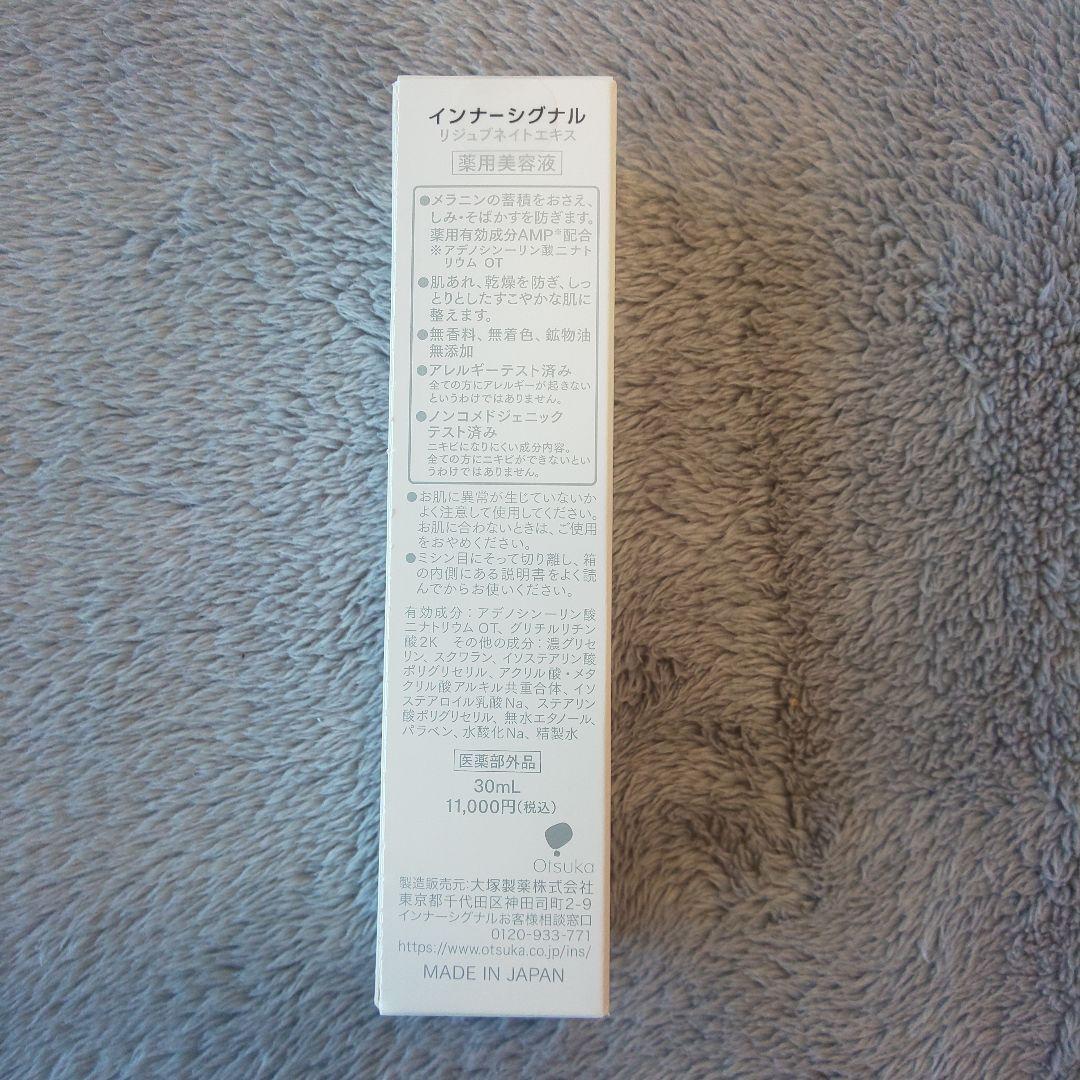 インナーシグナル
リジュブネイトエキス
薬用美容液
●メラニンの蓄積をおさえ、
しみ・そばかすを防ぎます。
薬用有効成分AMP※配合
※アデノシン一リン酸二ナト
リウム OT
●肌あれ、乾燥を防ぎ、しっ
とりとしたすこやかな肌に
整えます。
●無香料、無着色、鉱物油
無添加
●アレルギーテスト済み
全ての方にアレルギーが起きない
というわけではありません。
●ノンコメドジェニック
テスト済み
ニキビになりにくい成分内容。
全ての方にニキビができないとい
うわけではありません。
●お肌に異常が生じていないか
よく注意して使用してください。
お肌に合わないときは、ご使用
をおやめください。
●ミシン目にそって切り離し、箱
の内側にある説明書をよく読
んでからお使いください。
有効成分：アデノシン一リン酸
二ナトリウム OT、グリチルリチン
酸2K その他の成分：濃グリセ
リン、スクワラン、イソステアリン酸
ポリグリセリル、アクリル酸・メタ
クリル酸アルキル共重合体、イソ
ステアロイル乳酸Na、ステアリン
酸ポリグリセリル、無水エタノール、
パラベン、水酸化Na、精製水
医薬部外品
30mL
11,000円(税込)
Otsuka
製造販売元：大塚製薬株式会社
東京都千代田区神田司町2-9
インナーシグナルお客様相談窓口
0120-933-771
https://www.otsuka.co.jp/ins/
MADE IN JAPAN